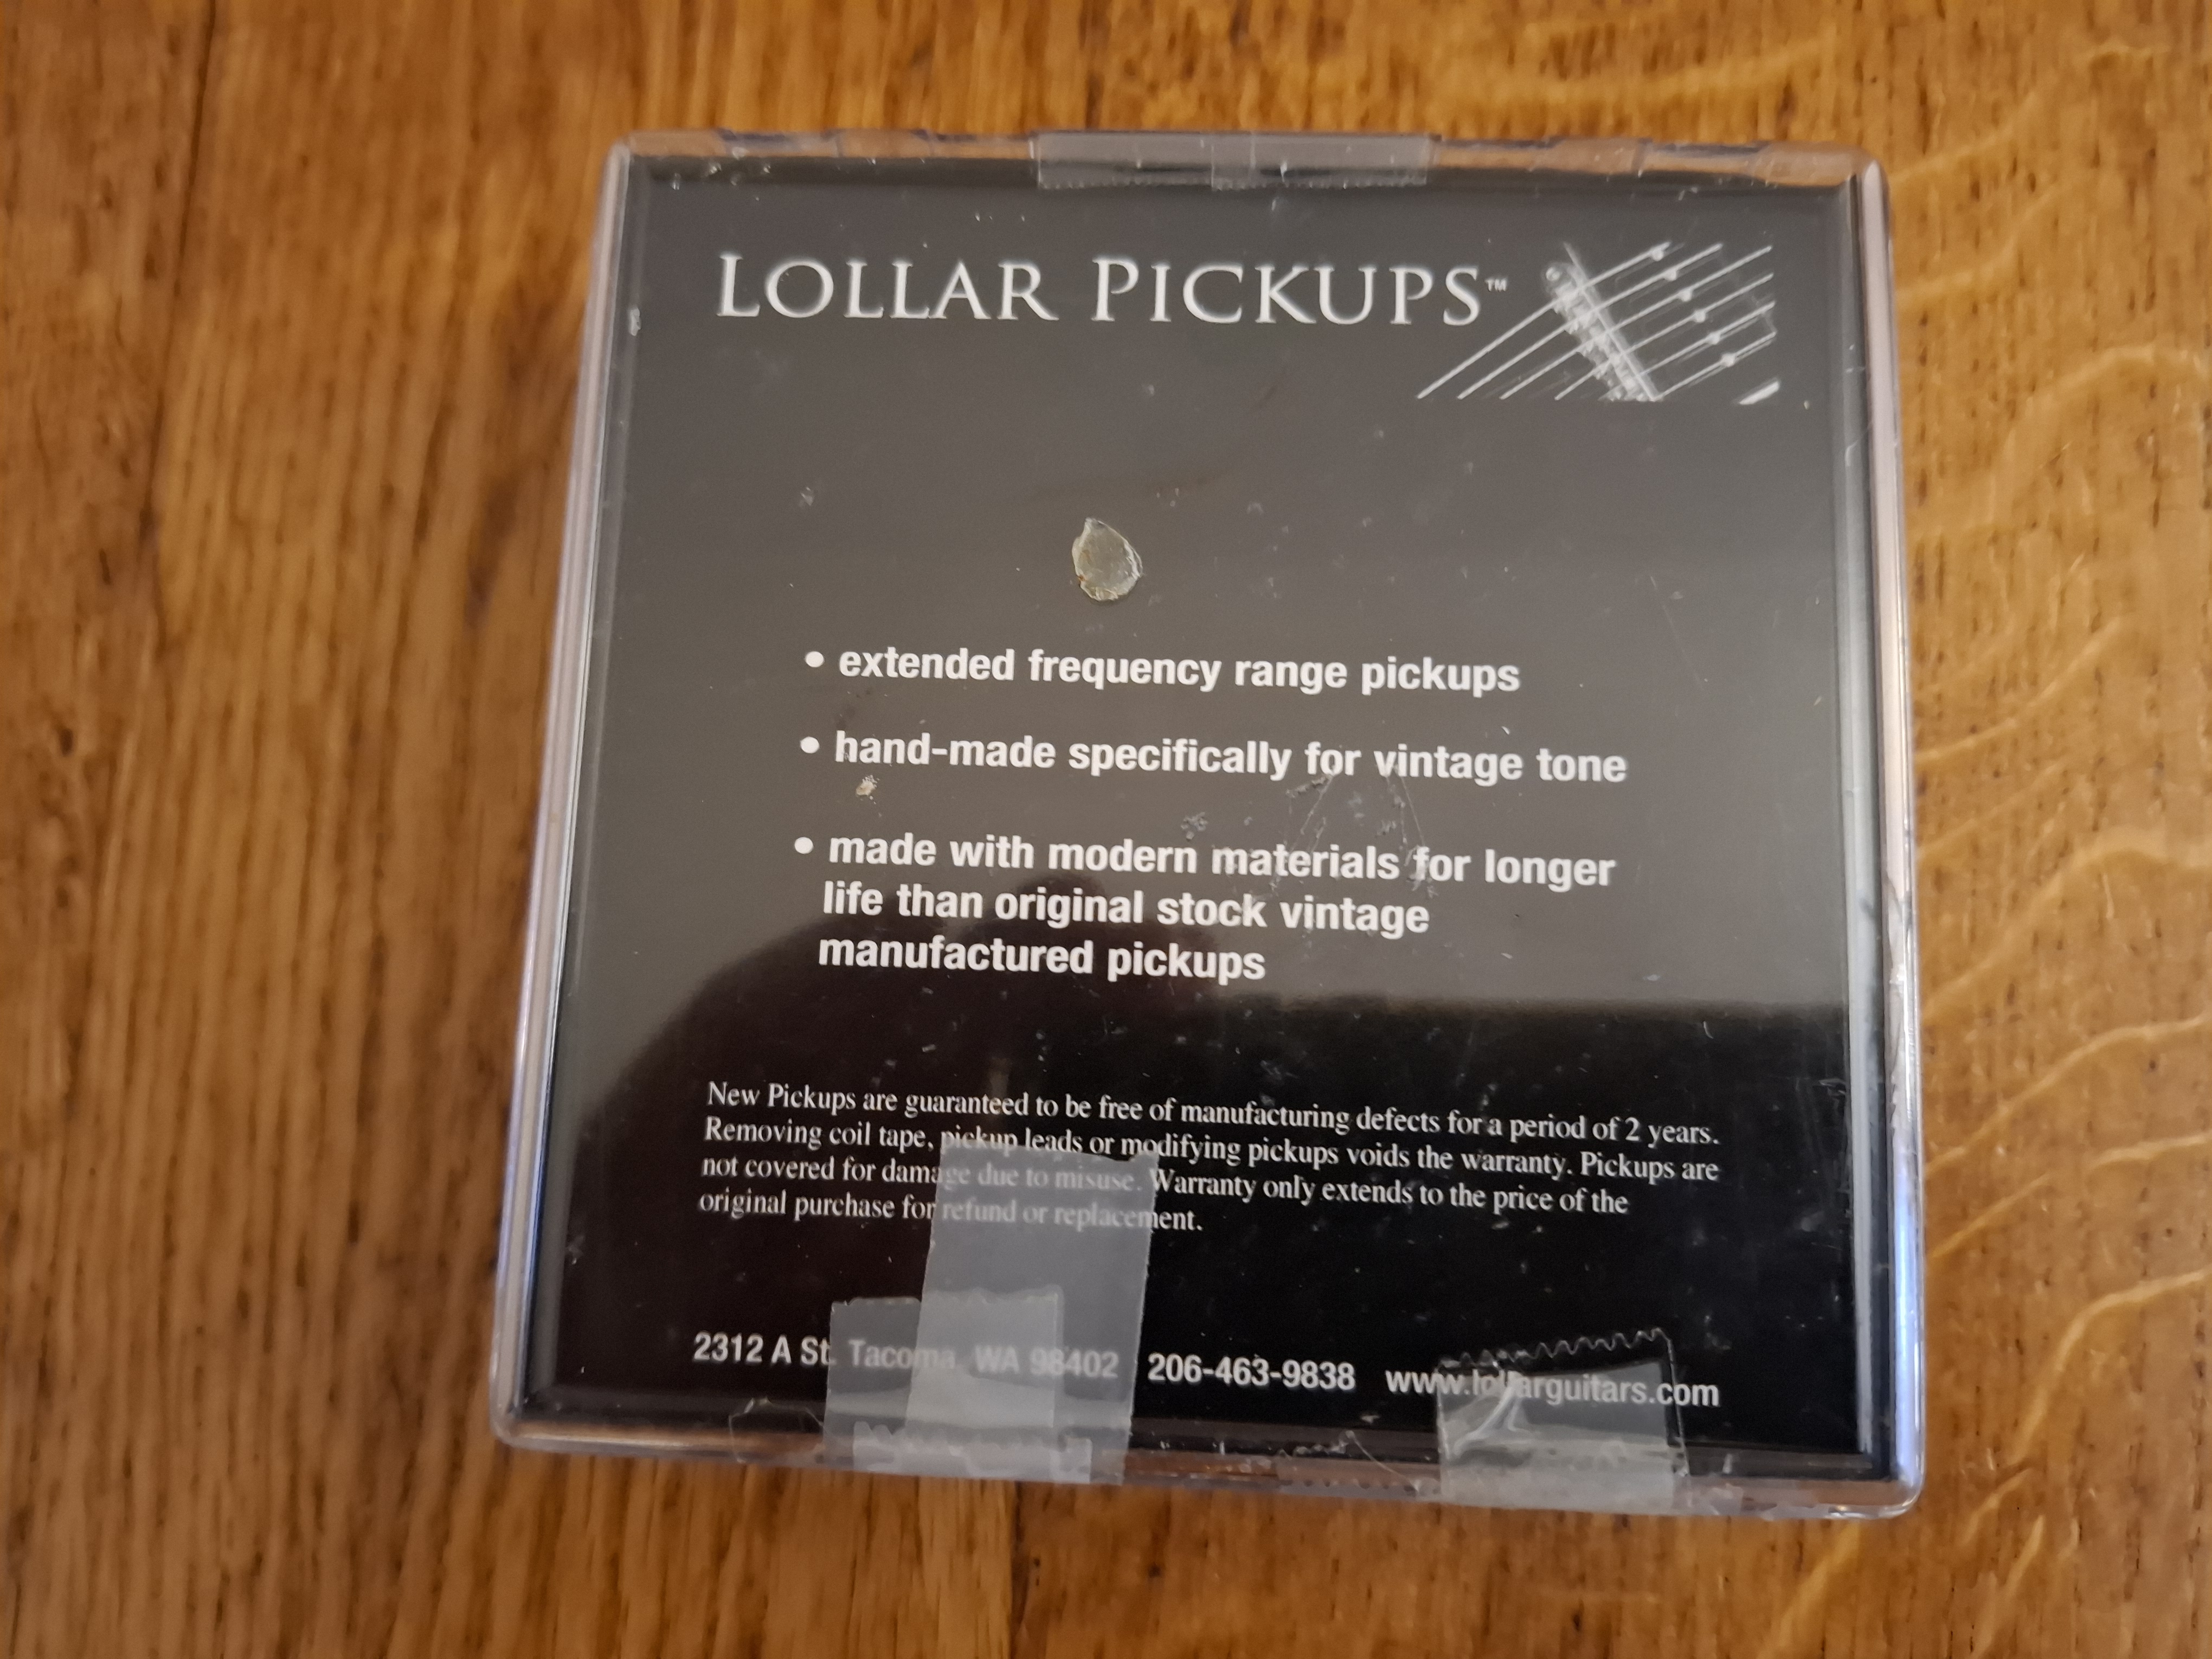 LOLLAR PICKUPS™
• extended frequency range pickups
• hand-made specifically for vintage tone
• made with modern materials for longer
life than original stock vintage
manufactured pickups
New Pickups are guaranteed to be free of manufacturing defects for a period of 2 years.
Removing coil tape, pickup leads or modifying pickups voids the warranty. Pickups are
not covered for damage due to misuse. Warranty only extends to the price of the
original purchase for refund or replacement.
2312 A St. Tacoma, WA 98402 206-463-9838 www.lollarguitars.com